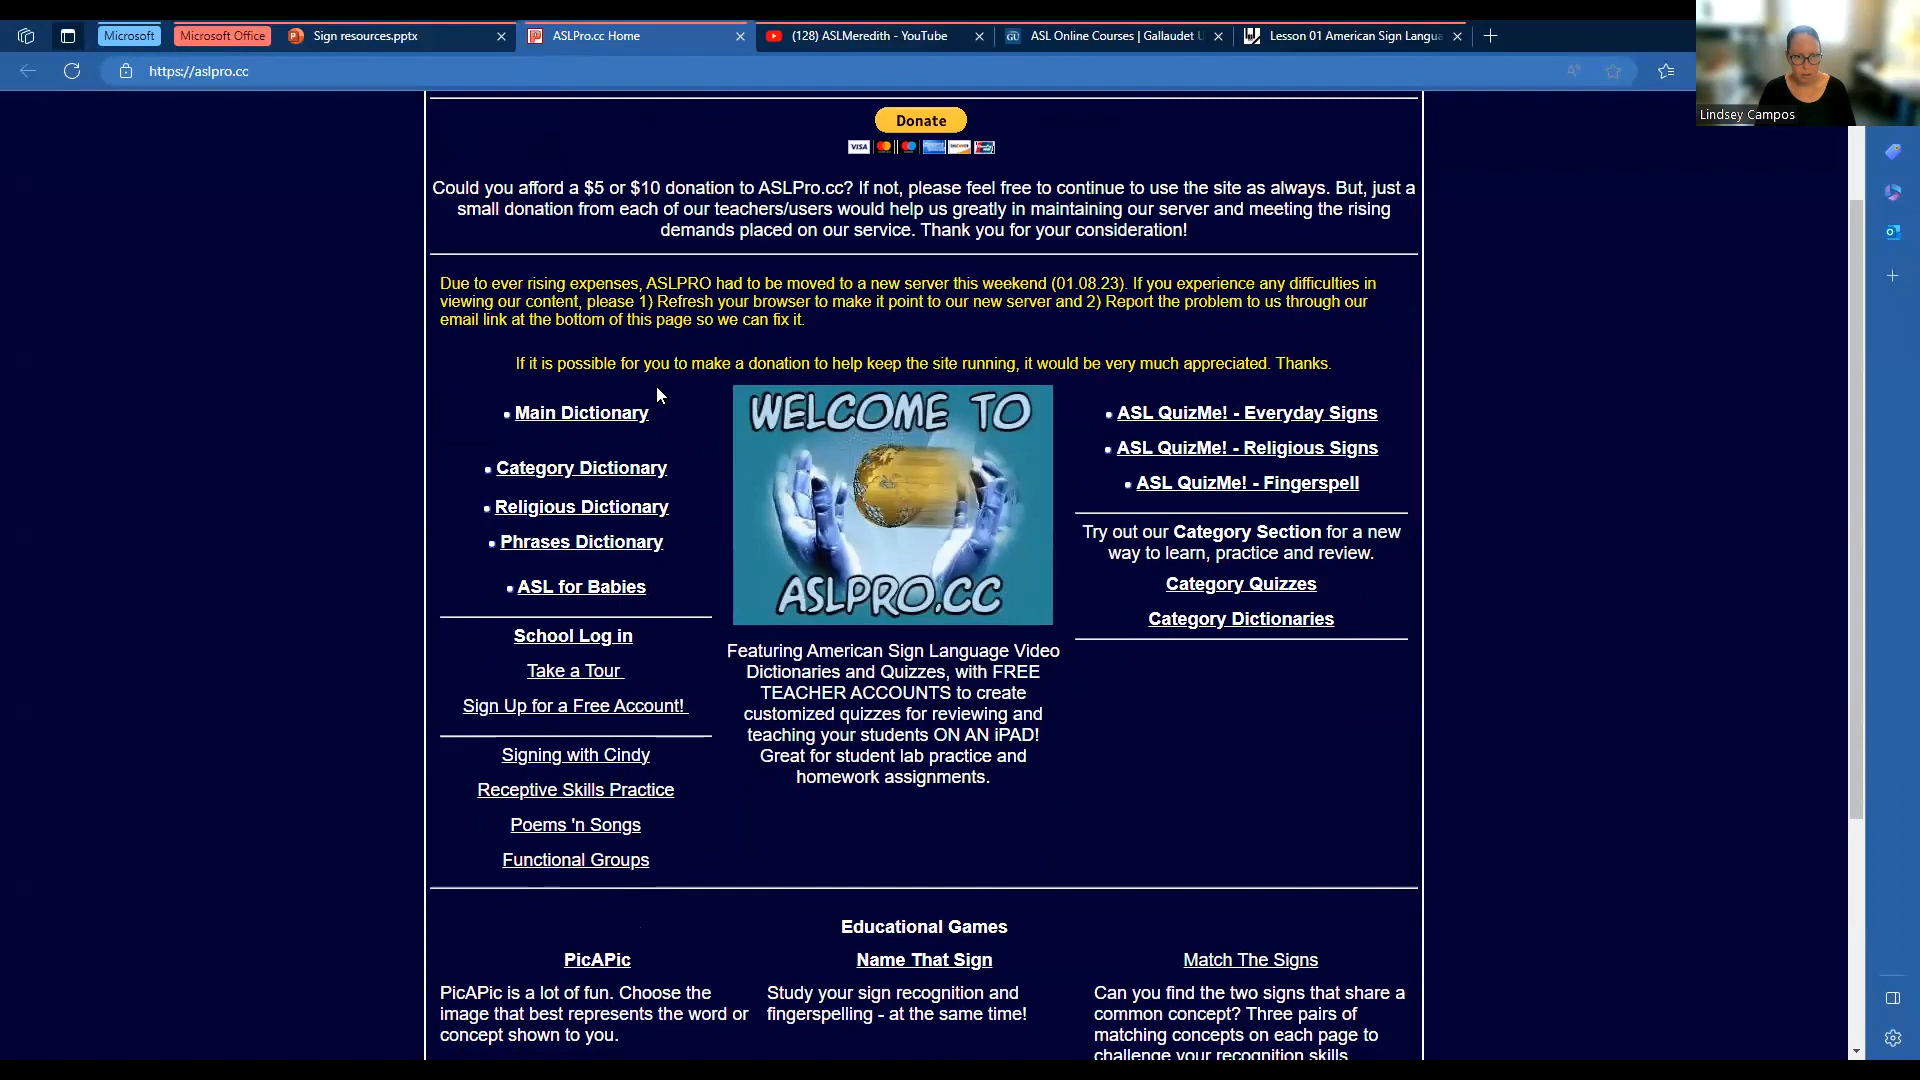 Microsoft
Microsoft Office
Sign resources.pptx
ASLPro.cc Home
(128) ASLMeredith - YouTube
ASL Online Courses | Gallaudet U
Lesson 01 American Sign Langua
https://aslpro.cc
Lindsey Campos
Donate
VISA
Could you afford a $5 or $10 donation to ASLPro.cc? If not, please feel free to continue to use the site as always. But, just a
small donation from each of our teachers/users would help us greatly in maintaining our server and meeting the rising
demands placed on our service. Thank you for your consideration!
Due to ever rising expenses, ASLPRO had to be moved to a new server this weekend (01.08.23). If you experience any difficulties in
viewing our content, please 1) Refresh your browser to make it point to our new server and 2) Report the problem to us through our
email link at the bottom of this page so we can fix it.
If it is possible for you to make a donation to help keep the site running, it would be very much appreciated. Thanks.
Main Dictionary
Category Dictionary
Religious Dictionary
Phrases Dictionary
ASL for Babies
School Log in
Take a Tour
Sign Up for a Free Account!
Signing with Cindy
Receptive Skills Practice
Poems 'n Songs
Functional Groups
WELCOME TO
ASLPRO.CC
Featuring American Sign Language Video
Dictionaries and Quizzes, with FREE
TEACHER ACCOUNTS to create
customized quizzes for reviewing and
teaching your students ON AN iPAD!
Great for student lab practice and
homework assignments.
ASL QuizMe! - Everyday Signs
ASL QuizMe! - Religious Signs
ASL QuizMe! - Fingerspell
Try out our Category Section for a new
way to learn, practice and review.
Category Quizzes
Category Dictionaries
Educational Games
PicAPic
PicAPic is a lot of fun. Choose the
image that best represents the word or
concept shown to you.
Name That Sign
Study your sign recognition and
fingerspelling - at the same time!
Match The Signs
Can you find the two signs that share a
common concept? Three pairs of
matching concepts on each page to
challenge your recognition skills